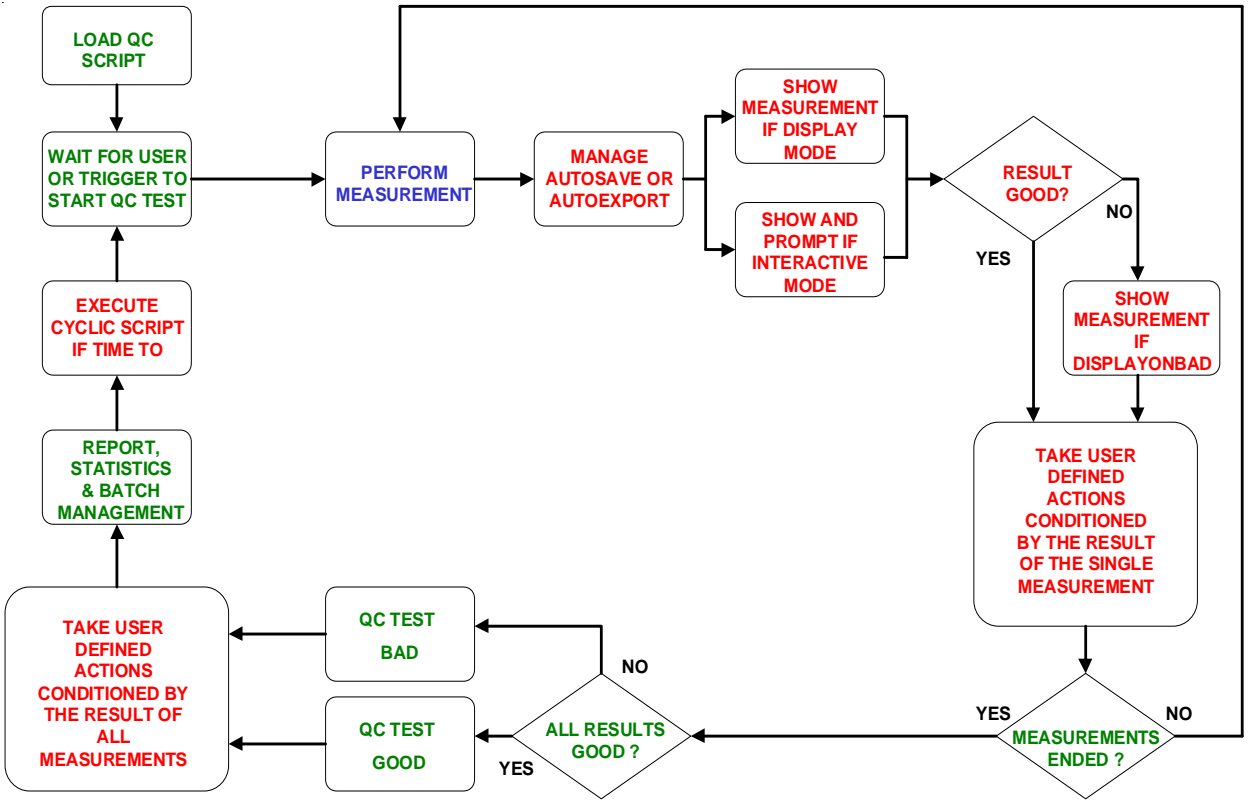 LOAD QC
SCRIPT
WAIT FOR USER
OR TRIGGER TO
START QC TEST
PERFORM
MEASUREMENT
MANAGE
AUTOSAVE OR
AUTOEXPORT
SHOW
MEASUREMENT
IF DISPLAY
MODE
SHOW AND
PROMPT IF
INTERACTIVE
MODE
RESULT
GOOD?
NO
YES
SHOW
MEASUREMENT
IF
DISPLAYONBAD
TAKE USER
DEFINED
ACTIONS
CONDITIONED
BY THE RESULT
OF THE SINGLE
MEASUREMENT
MEASUREMENTS
ENDED ?
YES
NO
ALL RESULTS
GOOD ?
NO
YES
QC TEST
BAD
QC TEST
GOOD
TAKE USER
DEFINED
ACTIONS
CONDITIONED BY
THE RESULT OF
ALL
MEASUREMENTS
REPORT,
STATISTICS
& BATCH
MANAGEMENT
EXECUTE
CYCLIC SCRIPT
IF TIME TO